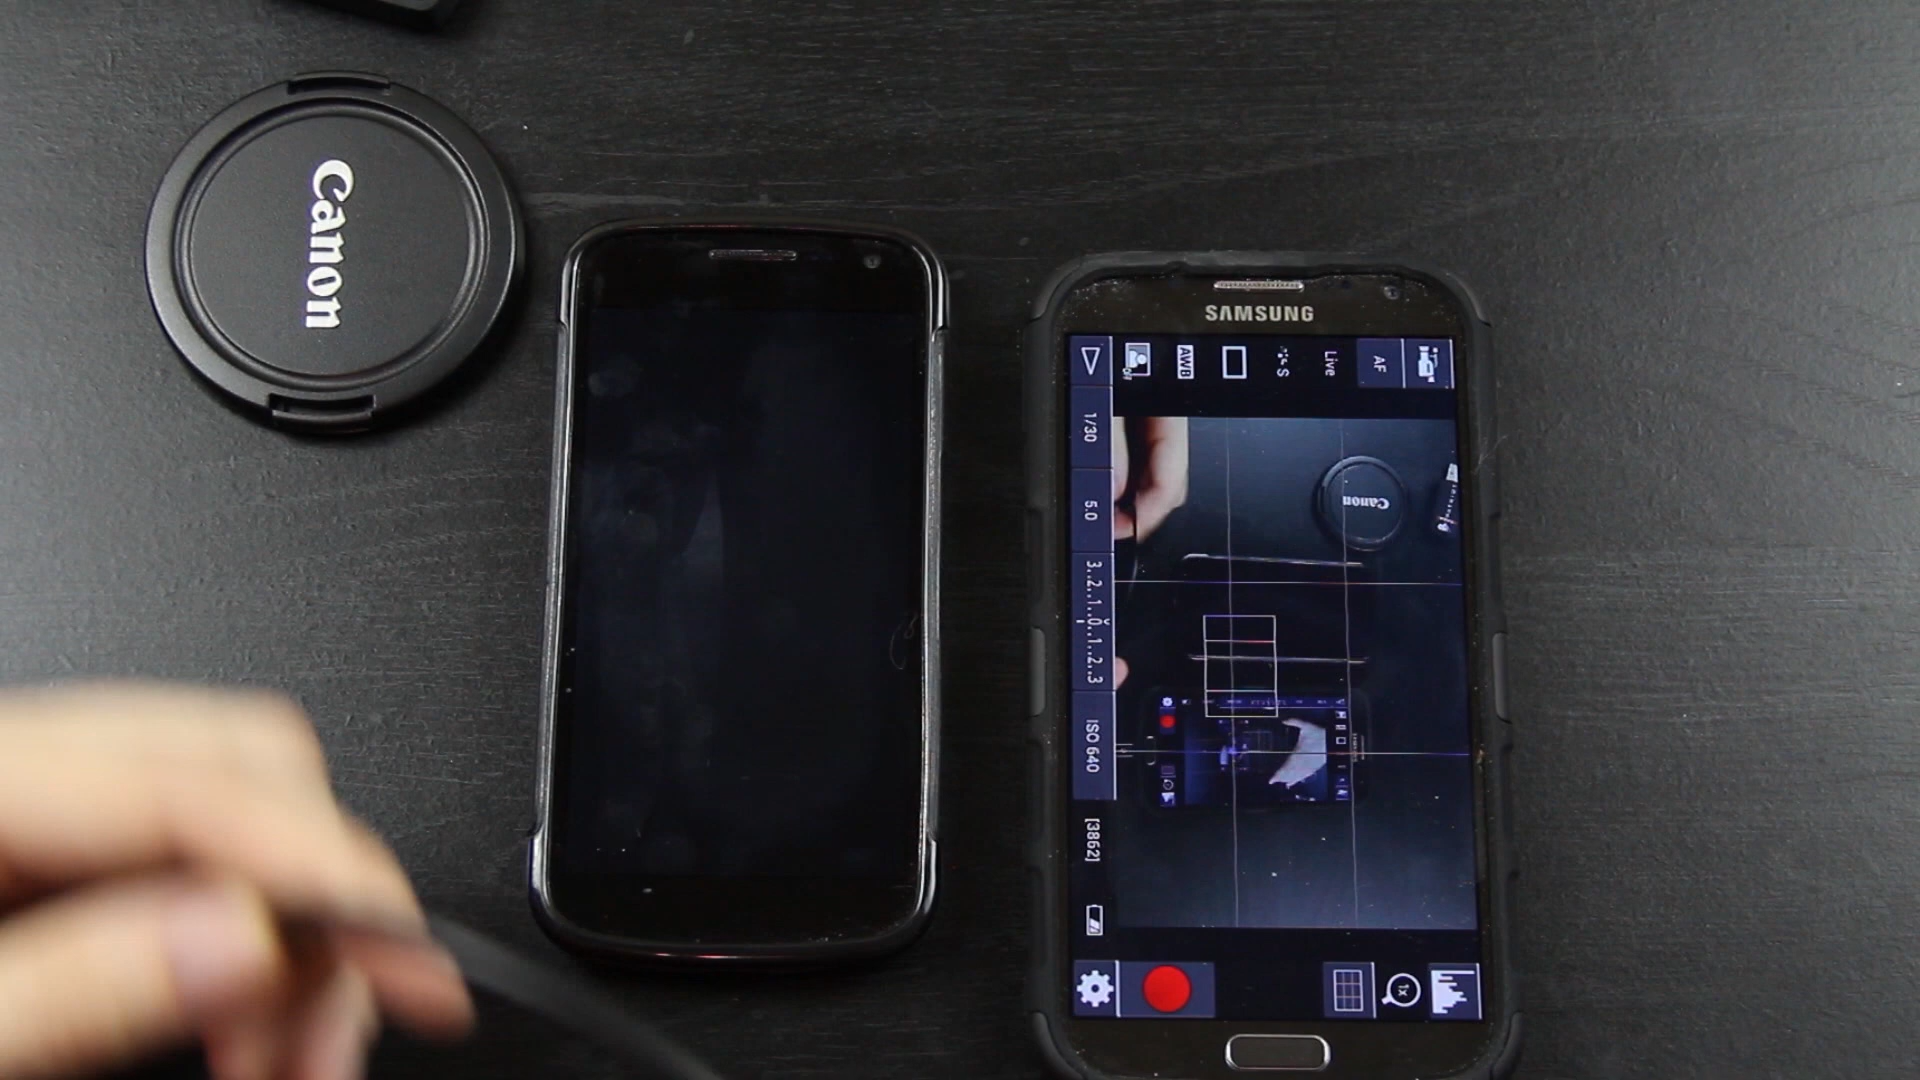 Canon
SAMSUNG
AWB
S
Live
AF
1/30
5.0
3..2..1..0..1..2..3
ISO 640
[3862]
Canon
1x